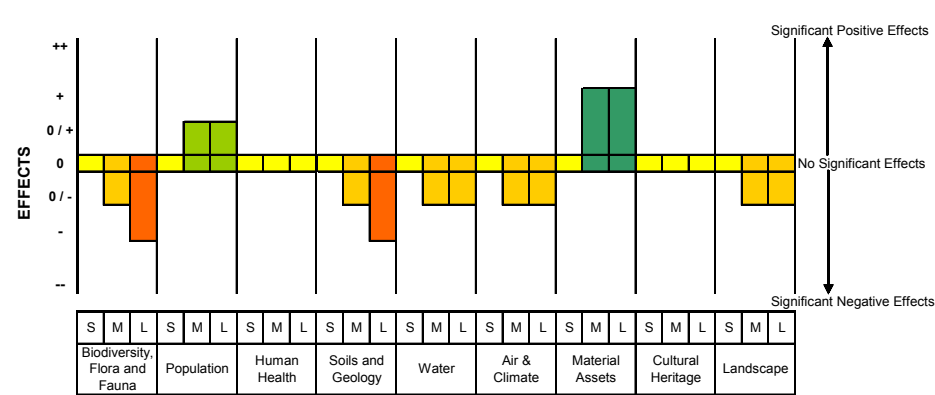 Significant Positive Effects
++
+
0 / +
0
0 / -
-
--
EFFECTS
No Significant Effects
Significant Negative Effects
S M L S M L S M L S M L S M L S M L S M L S M L S M L
Biodiversity,
Flora and
Fauna
Population
Human
Health
Soils and
Geology
Water
Air &
Climate
Material
Assets
Cultural
Heritage
Landscape